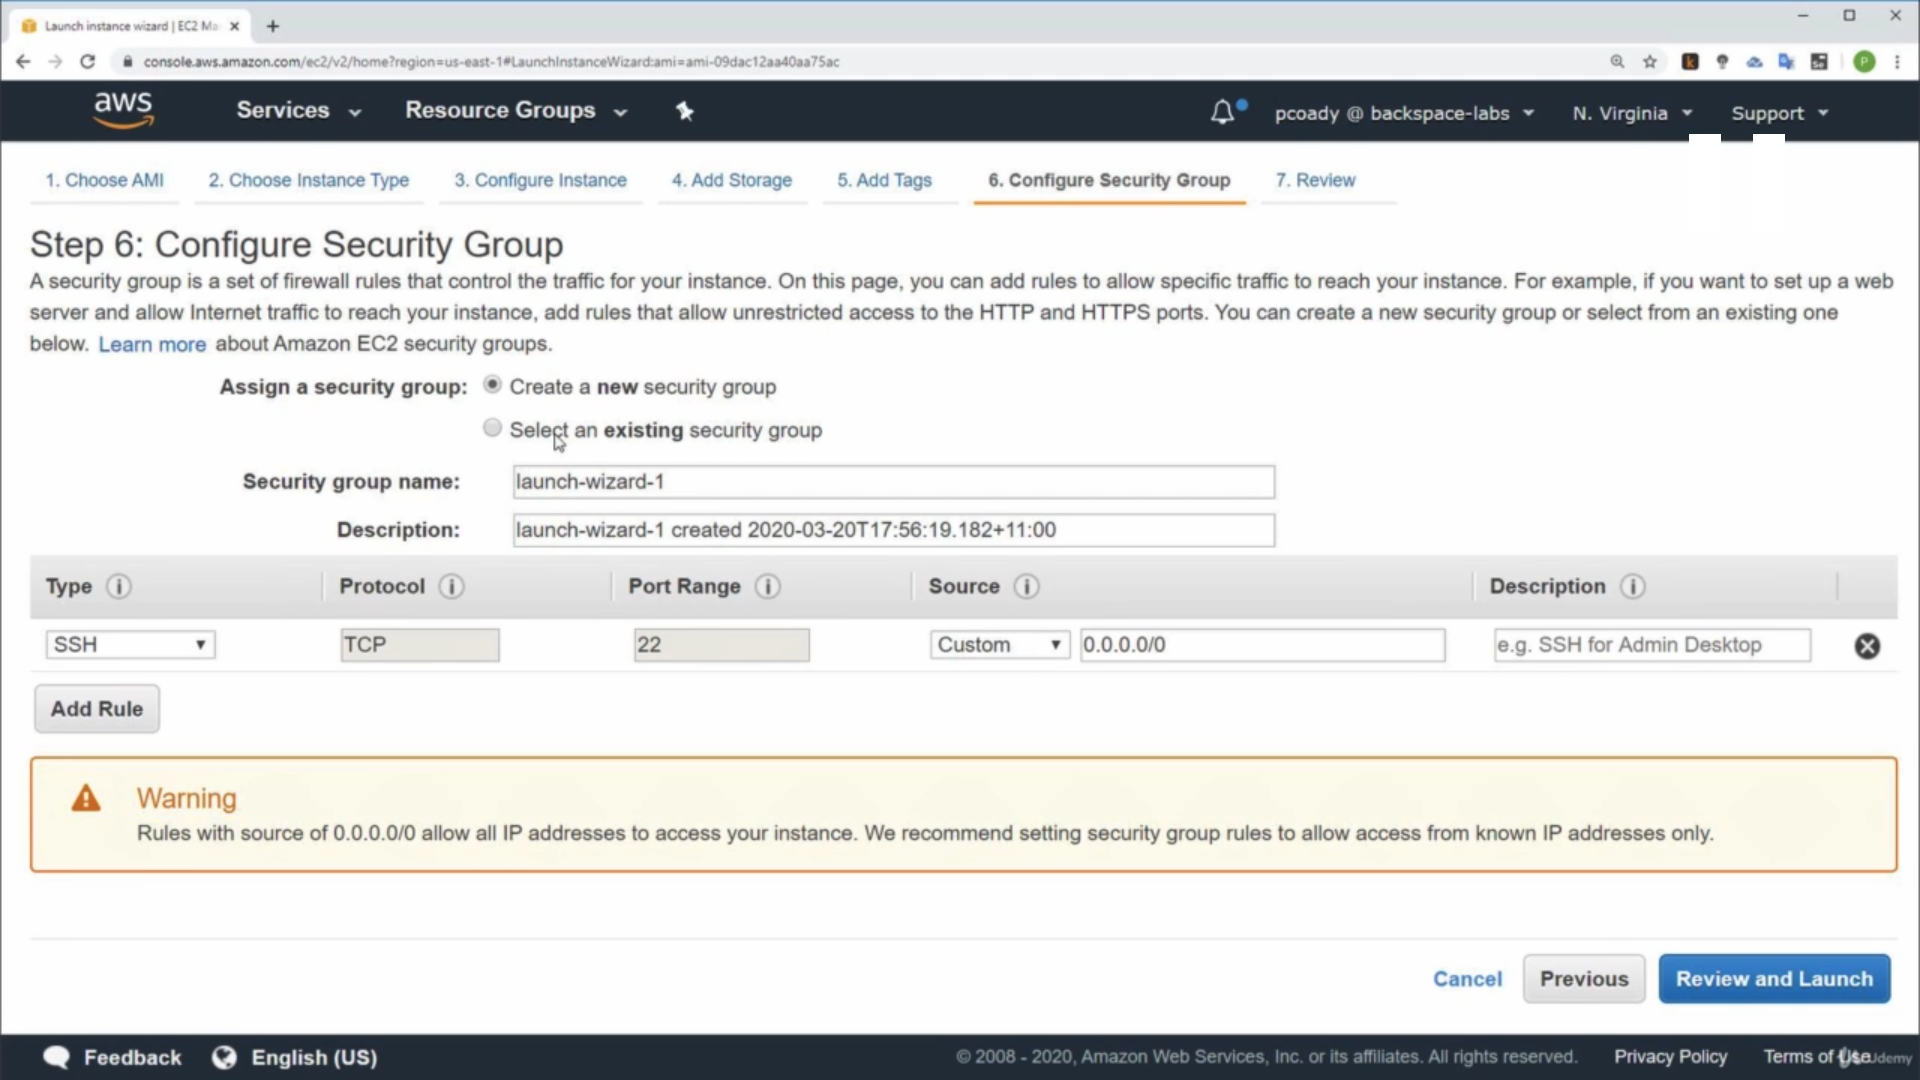 Launch instance wizard | EC2 Ma
console.aws.amazon.com/ec2/v2/home?region=us-east-1#LaunchInstanceWizard:ami=ami-09dac12aa40aa75ac
P
aws Services Resource Groups pcoady @ backspace-labs N. Virginia Support
1. Choose AMI 2. Choose Instance Type 3. Configure Instance 4. Add Storage 5. Add Tags 6. Configure Security Group 7. Review
Step 6: Configure Security Group
A security group is a set of firewall rules that control the traffic for your instance. On this page, you can add rules to allow specific traffic to reach your instance. For example, if you want to set up a web
server and allow Internet traffic to reach your instance, add rules that allow unrestricted access to the HTTP and HTTPS ports. You can create a new security group or select from an existing one
below. Learn more about Amazon EC2 security groups.
Assign a security group: Create a new security group
Select an existing security group
Security group name: launch-wizard-1
Description: launch-wizard-1 created 2020-03-20T17:56:19.182+11:00
Type Protocol Port Range Source Description
SSH TCP 22 Custom 0.0.0.0/0 e.g. SSH for Admin Desktop
Add Rule
Warning
Rules with source of 0.0.0.0/0 allow all IP addresses to access your instance. We recommend setting security group rules to allow access from known IP addresses only.
Cancel Previous Review and Launch
Feedback English (US) © 2008 - 2020, Amazon Web Services, Inc. or its affiliates. All rights reserved. Privacy Policy Terms of Use
Udemy